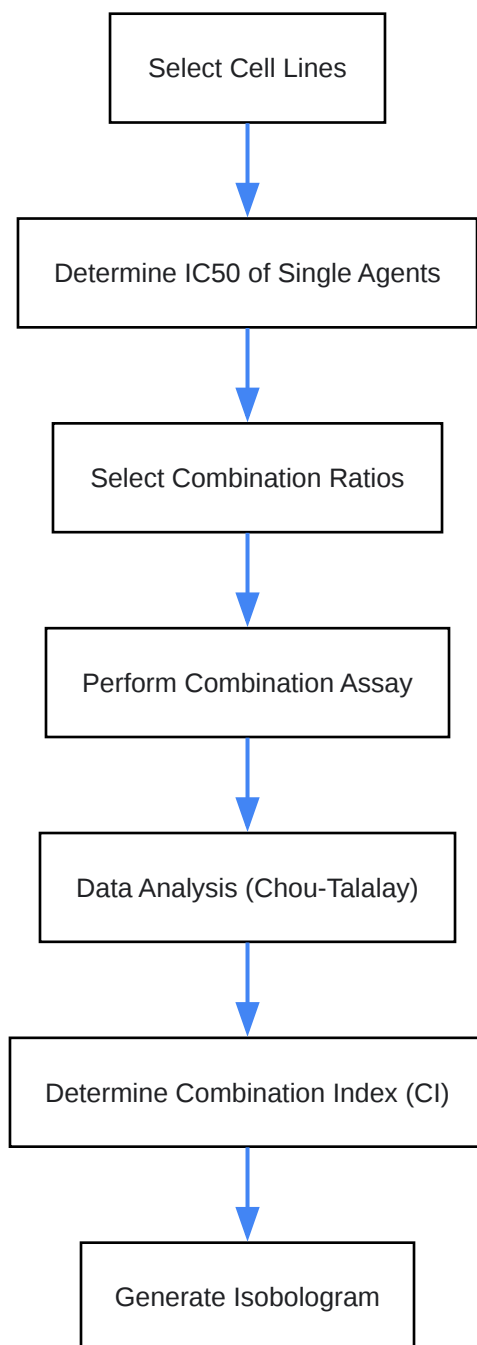 Select Cell Lines
Determine IC50 of Single Agents
Select Combination Ratios
Perform Combination Assay
Data Analysis (Chou-Talalay)
Determine Combination Index (CI)
Generate Isobologram